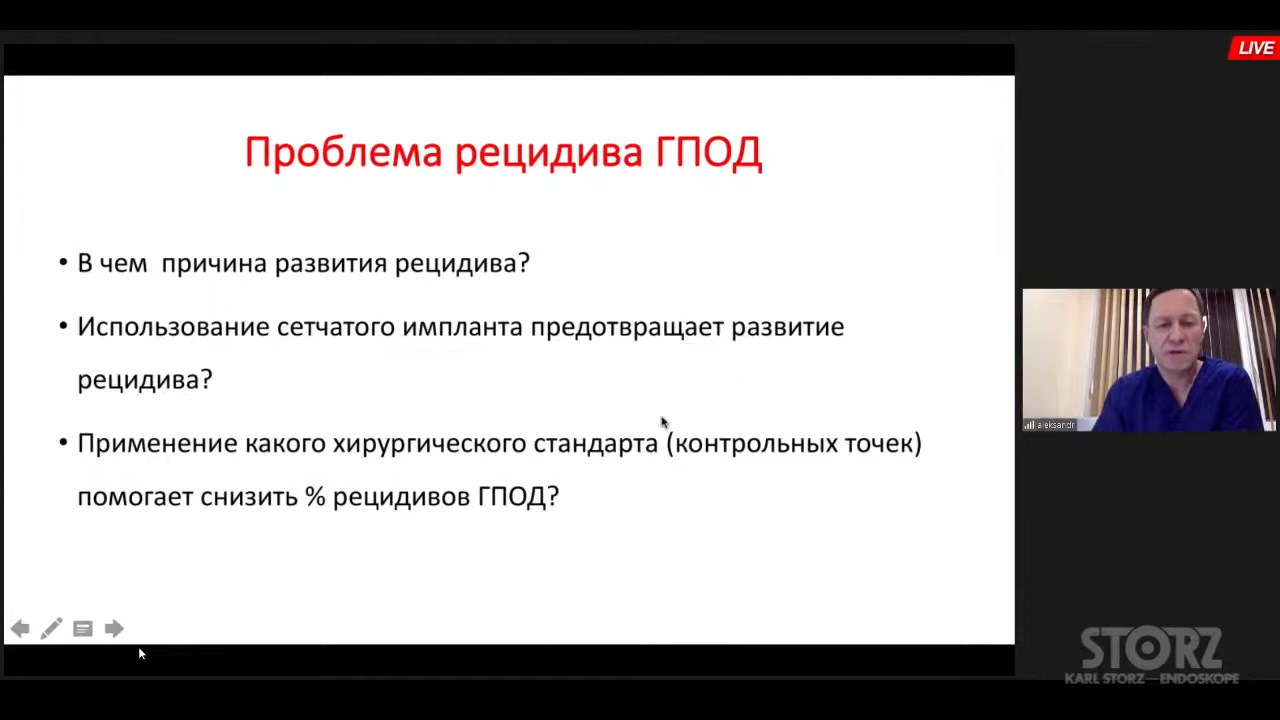 LIVE
Проблема рецидива ГПОД
• В чем причина развития рецидива?
• Использование сетчатого импланта предотвращает развитие
рецидива?
• Применение какого хирургического стандарта (контрольных точек)
помогает снизить % рецидивов ГПОД?
aleksandr
STORZ
KARL STORZ—ENDOSKOPE